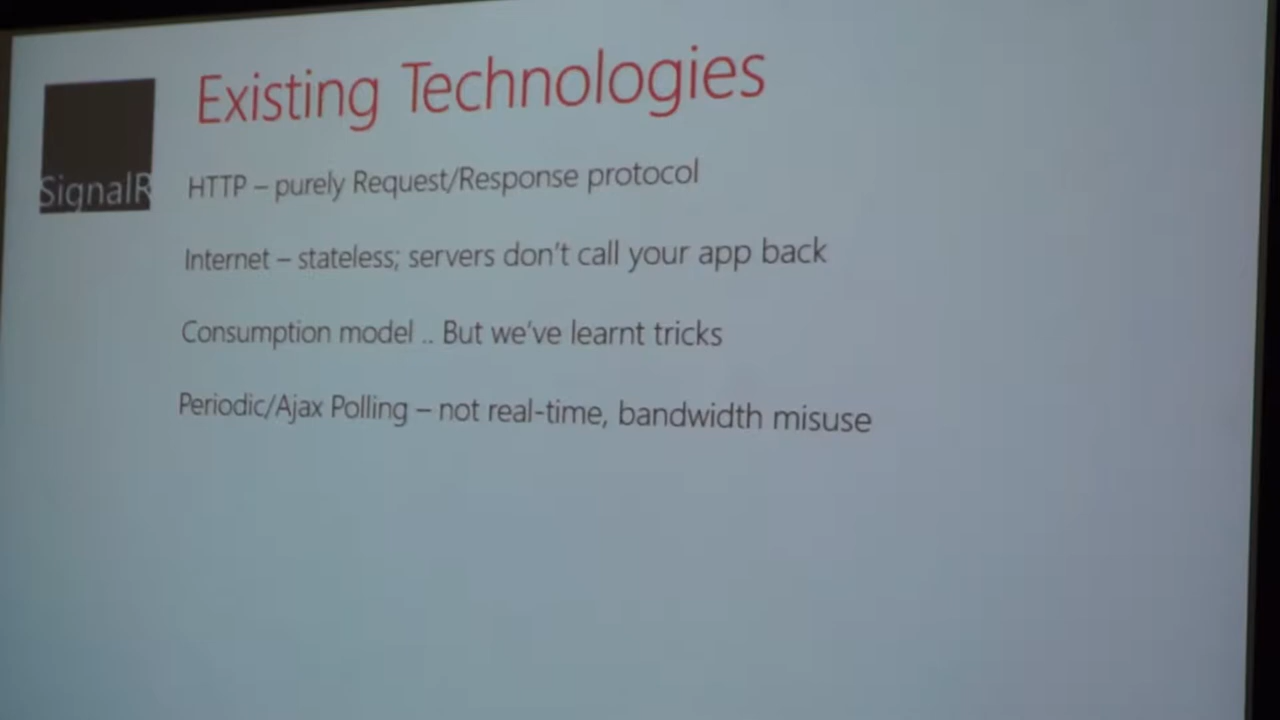 Existing Technologies
SignalR
HTTP – purely Request/Response protocol
Internet – stateless; servers don't call your app back
Consumption model .. But we've learnt tricks
Periodic/Ajax Polling – not real-time, bandwidth misuse